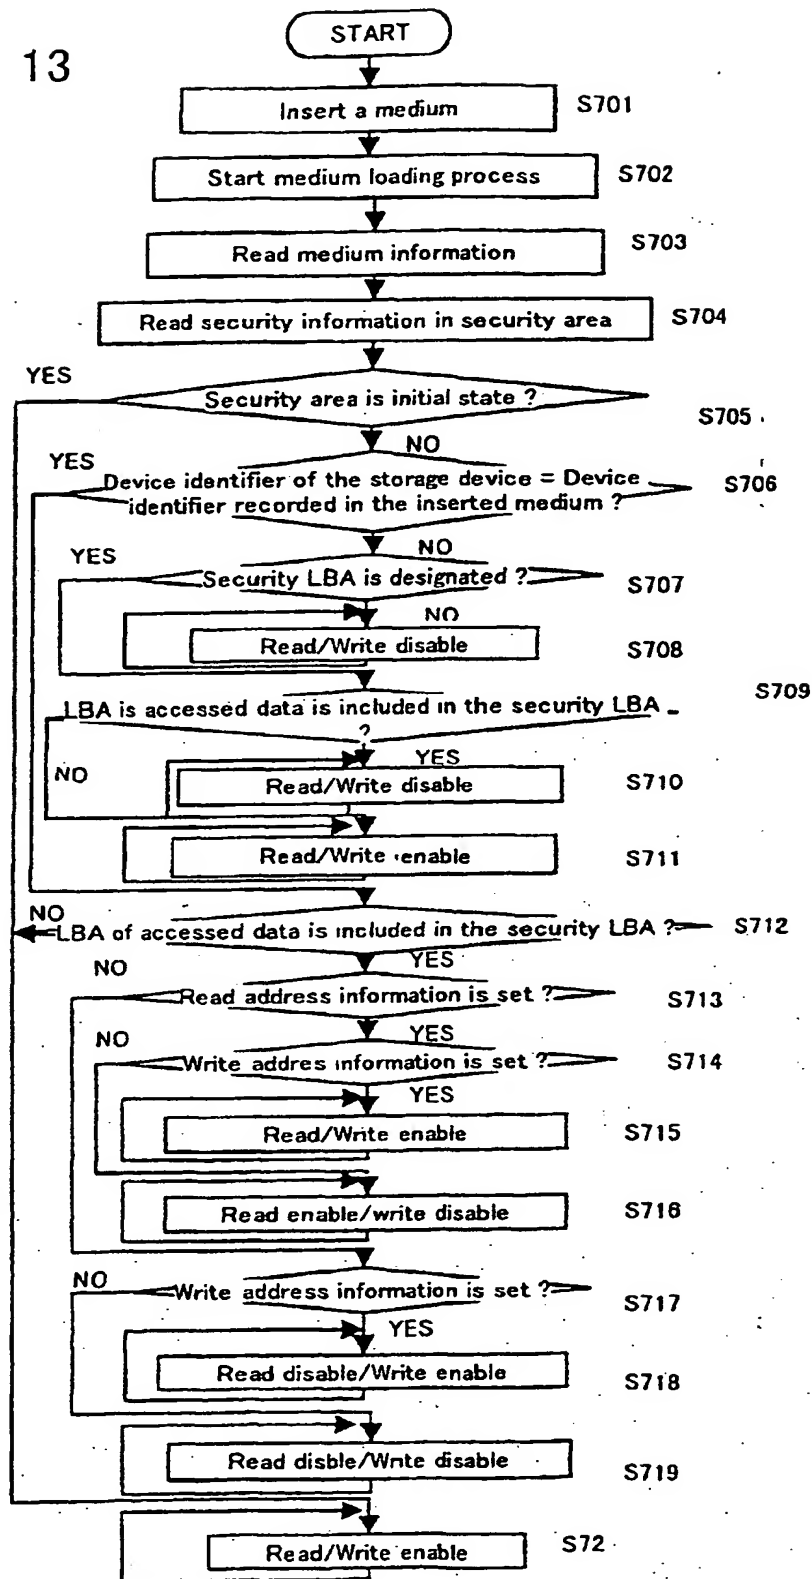 13
START
Insert a medium S701
Start medium loading process S702
Read medium information S703
Read security information in security area S704
YES
Security area is initial state ?
S705
NO
YES
Device identifier of the storage device = Device
identifier recorded in the inserted medium ?
S706
NO
YES
Security LBA is designated ? S707
NO
Read/Write disable S708
S709
LBA is accessed data is included in the security LBA
?
YES
NO
Read/Write disable S710
Read/Write enable S711
NO
LBA of accessed data is included in the security LBA ? S712
YES
NO
Read address information is set ? S713
YES
NO
Write addres information is set ? S714
YES
Read/Write enable S715
Read enable/write disable S716
NO
Write address information is set ? S717
YES
Read disable/Write enable S718
Read disble/Write disable S719
Read/Write enable S72